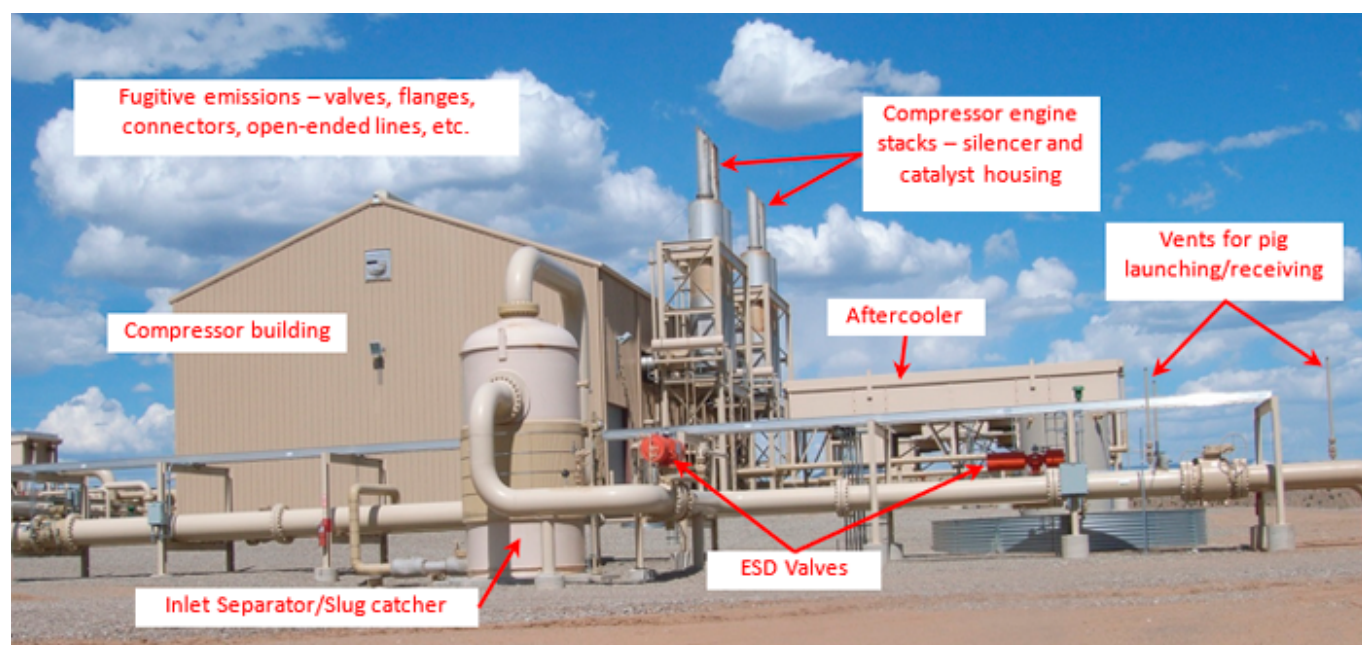 Fugitive emissions – valves, flanges,
connectors, open-ended lines, etc.
Compressor engine
stacks – silencer and
catalyst housing
Vents for pig
launching/receiving
Compressor building
Aftercooler
ESD Valves
Inlet Separator/Slug catcher